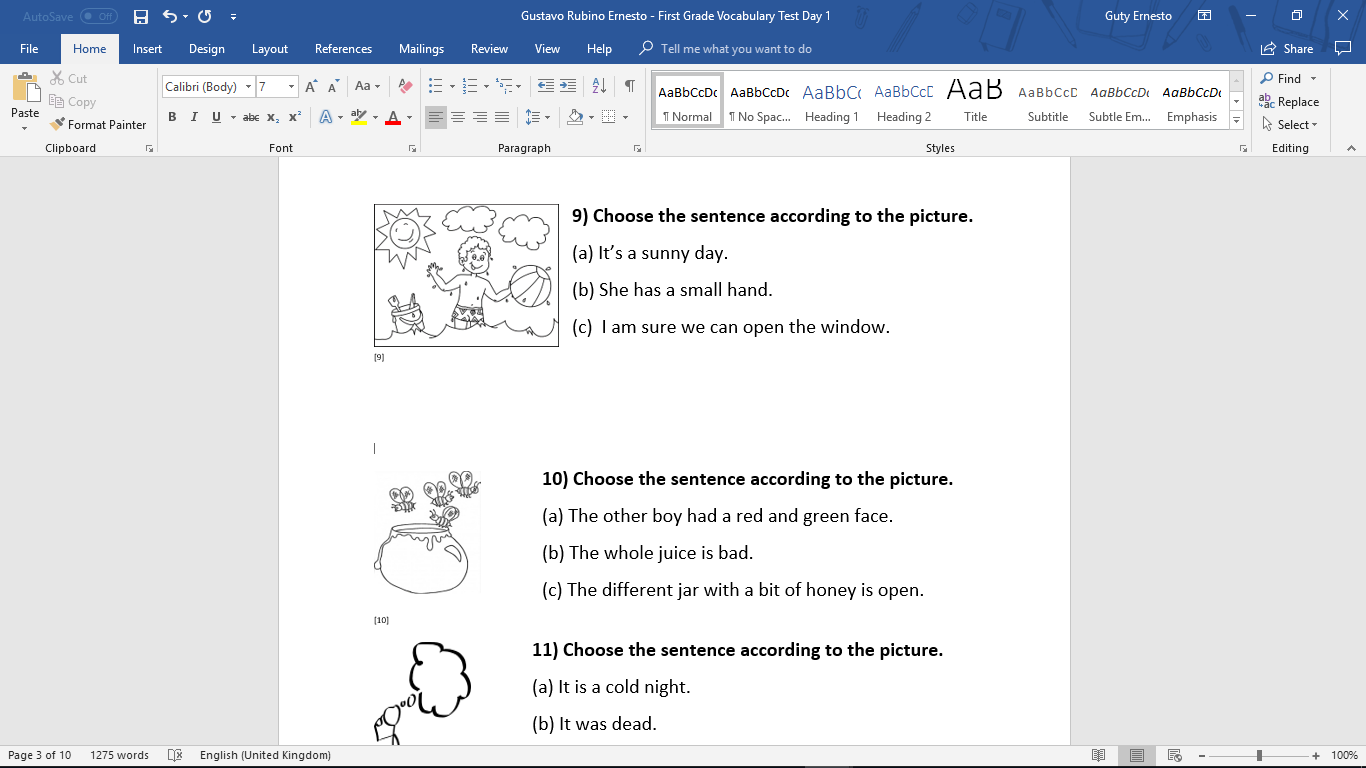 AutoSave Off
Gustavo Rubino Ernesto - First Grade Vocabulary Test Day 1
Guty Ernesto
File Home Insert Design Layout References Mailings Review View Help Tell me what you want to do Share
Paste
Cut
Copy
Format Painter
Clipboard
Calibri (Body) 7
Aa
B I U abc x₂ x² A ab A
Font
Paragraph
AaBbCcDc AaBbCcDc AaBbCc AaBbCcD AaB AaBbCcD AaBbCcDc AaBbCcDc
¶ Normal ¶ No Spac... Heading 1 Heading 2 Title Subtitle Subtle Em... Emphasis
Styles
Find
Replace
Select
Editing
9) Choose the sentence according to the picture.
(a) It’s a sunny day.
(b) She has a small hand.
(c) I am sure we can open the window.
[9]
10) Choose the sentence according to the picture.
(a) The other boy had a red and green face.
(b) The whole juice is bad.
(c) The different jar with a bit of honey is open.
[10]
11) Choose the sentence according to the picture.
(a) It is a cold night.
(b) It was dead.
Page 3 of 10 1275 words English (United Kingdom) 100%